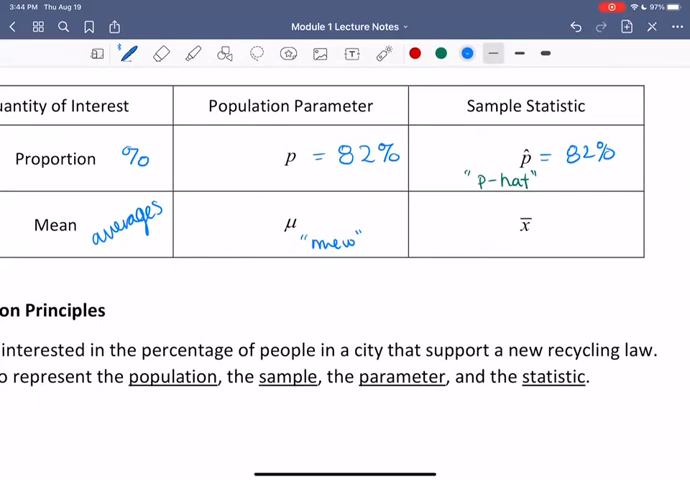 3:44 PM Thu Aug 19
97%
Module 1 Lecture Notes
uantity of Interest Population Parameter Sample Statistic
Proportion % p = 82% p̂ = 82%
"p-hat"
Mean averages μ x̅
"mew"
on Principles
interested in the percentage of people in a city that support a new recycling law.
o represent the population, the sample, the parameter, and the statistic.